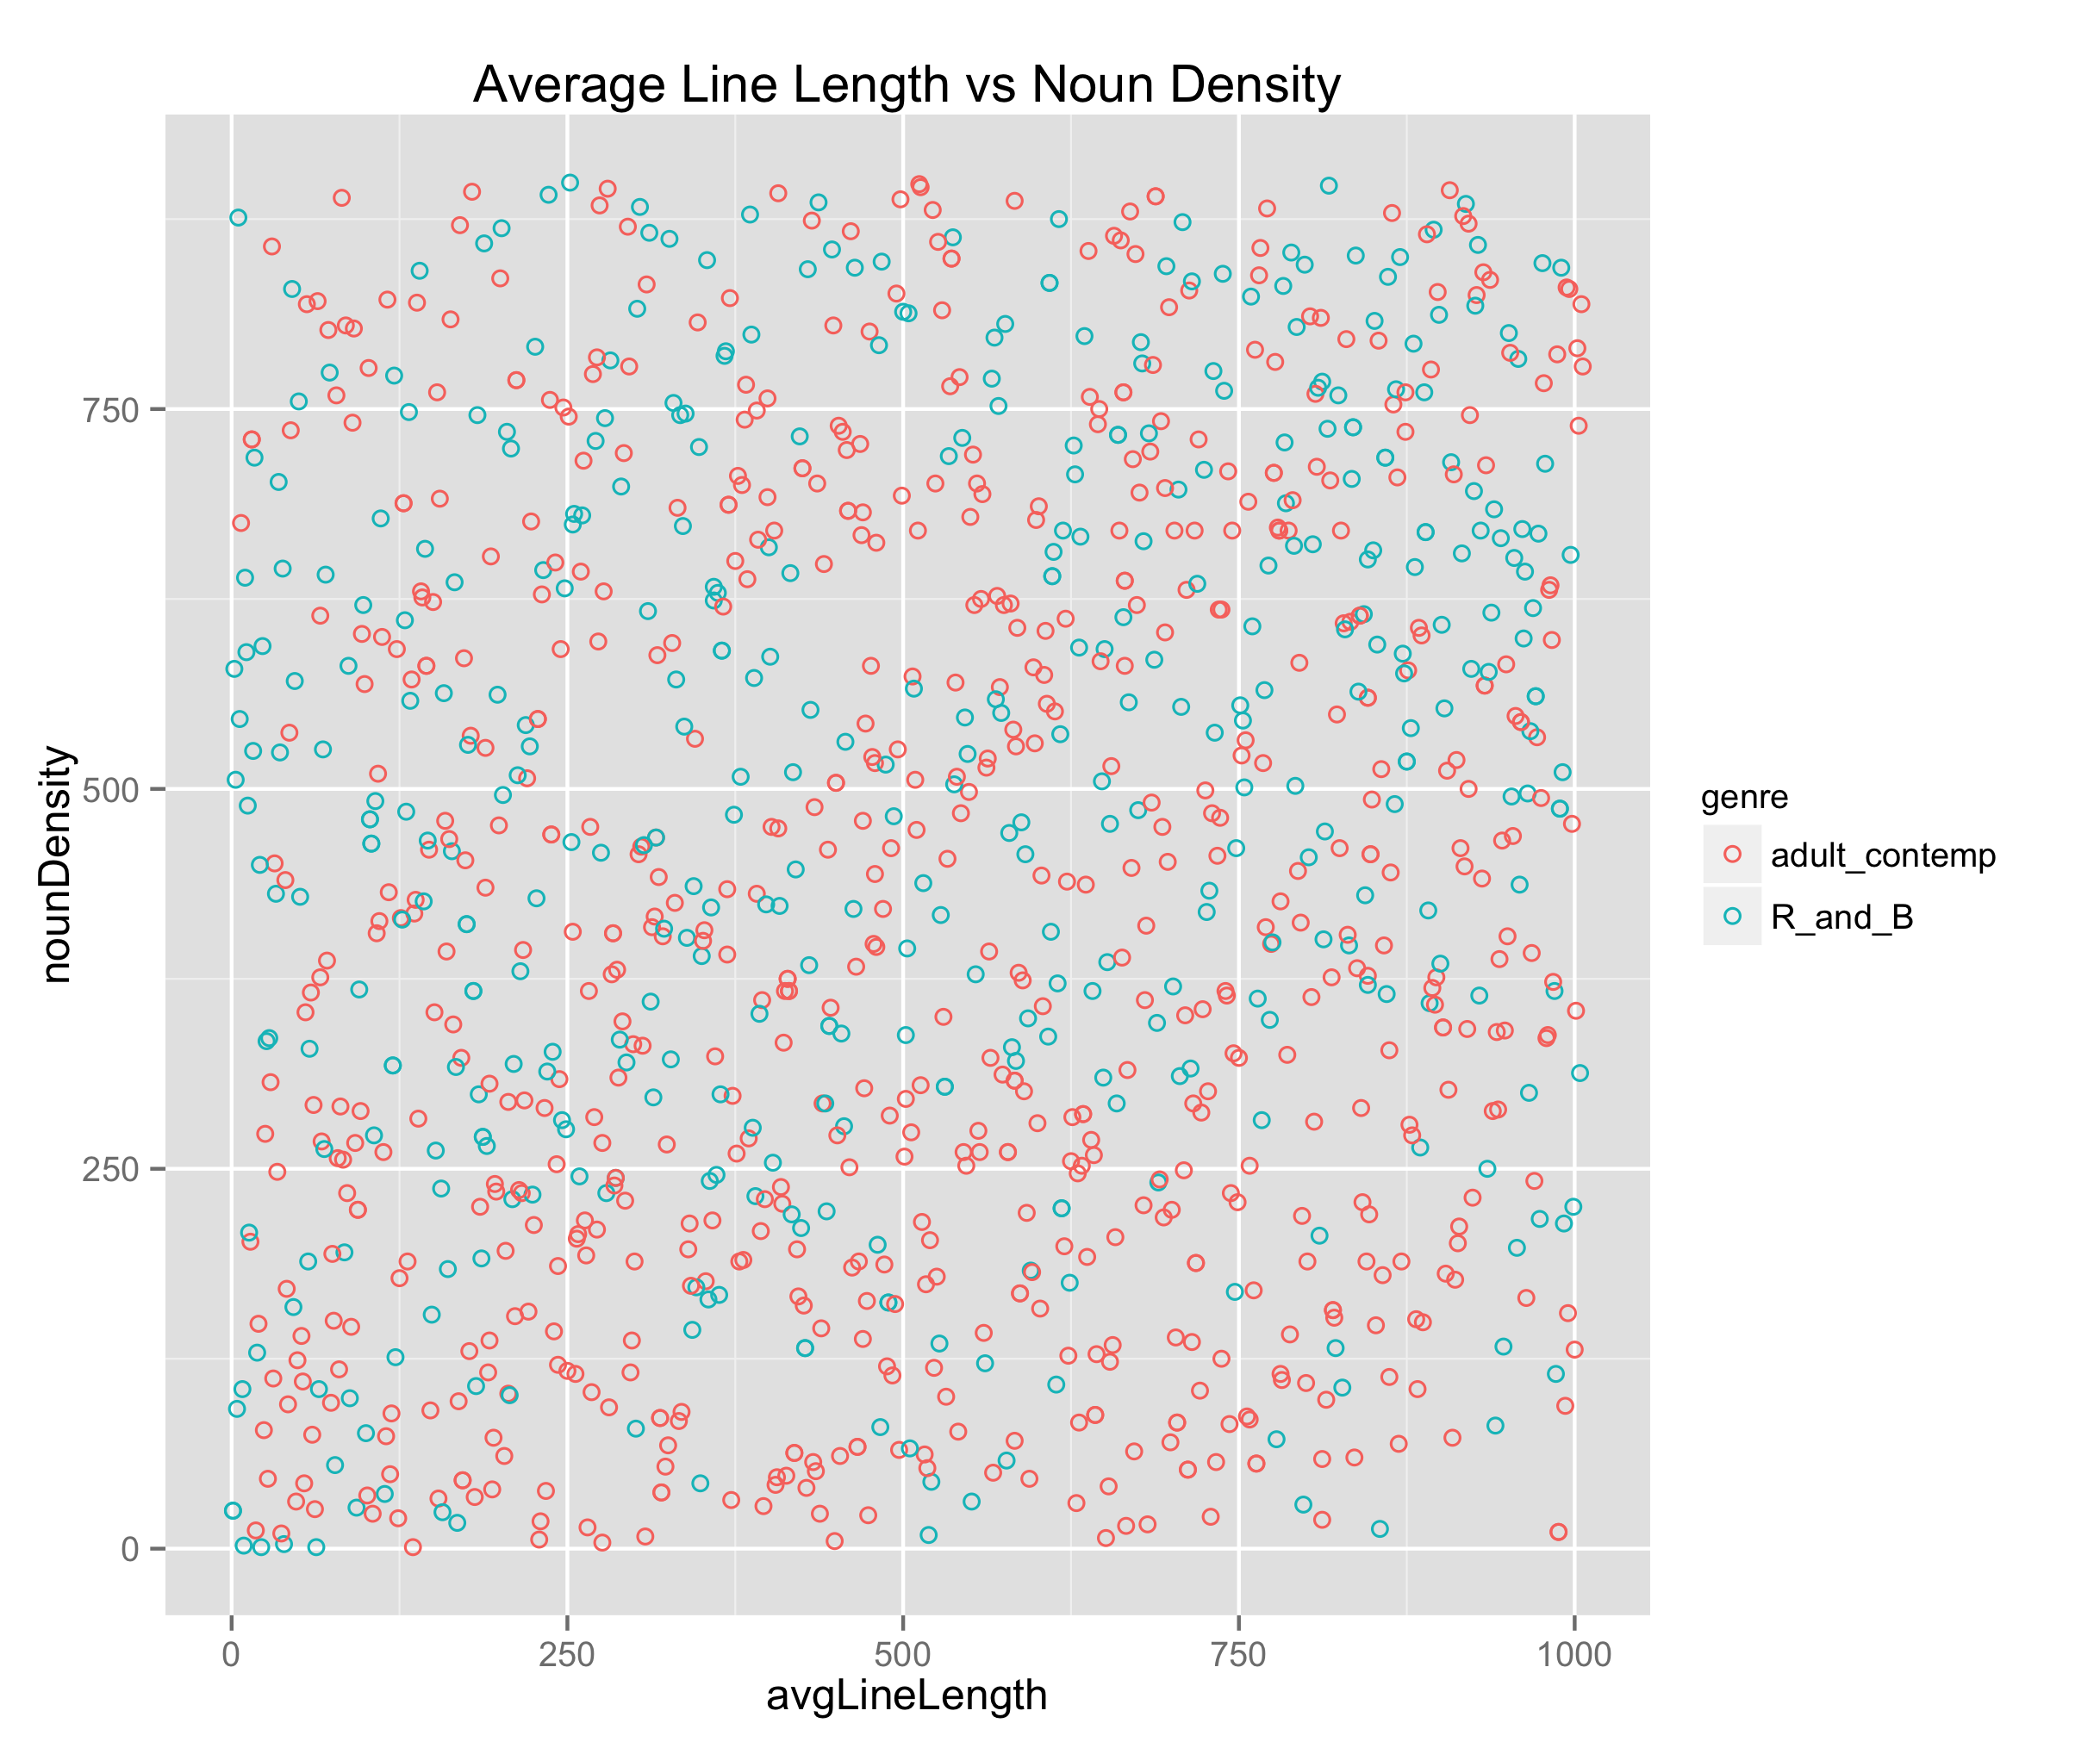 Average Line Length vs Noun Density
nounDensity
750
500
250
0
0 250 500 750 1000
avgLineLength
genre
adult_contemp
R_and_B